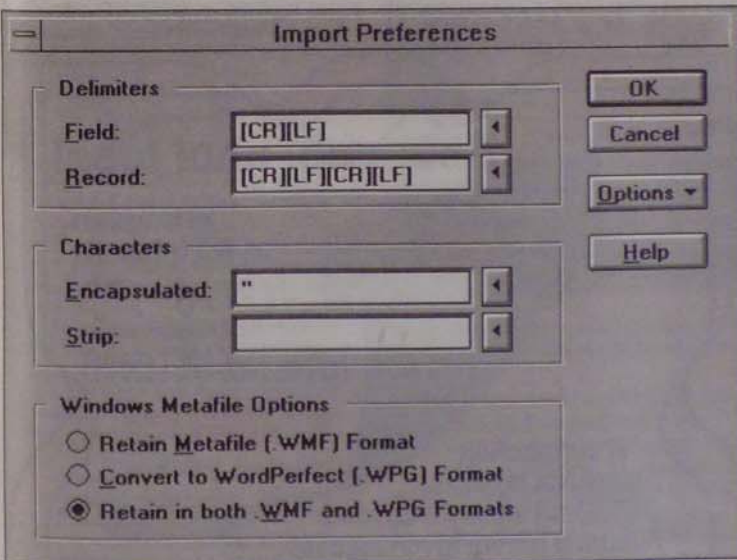 Import Preferences
Delimiters
Field: [CR][LF]
Record: [CR][LF][CR][LF]
Characters
Encapsulated: "
Strip:
Windows Metafile Options
Retain Metafile (.WMF) Format
Convert to WordPerfect (.WPG) Format
Retain in both .WMF and .WPG Formats
OK
Cancel
Options
Help